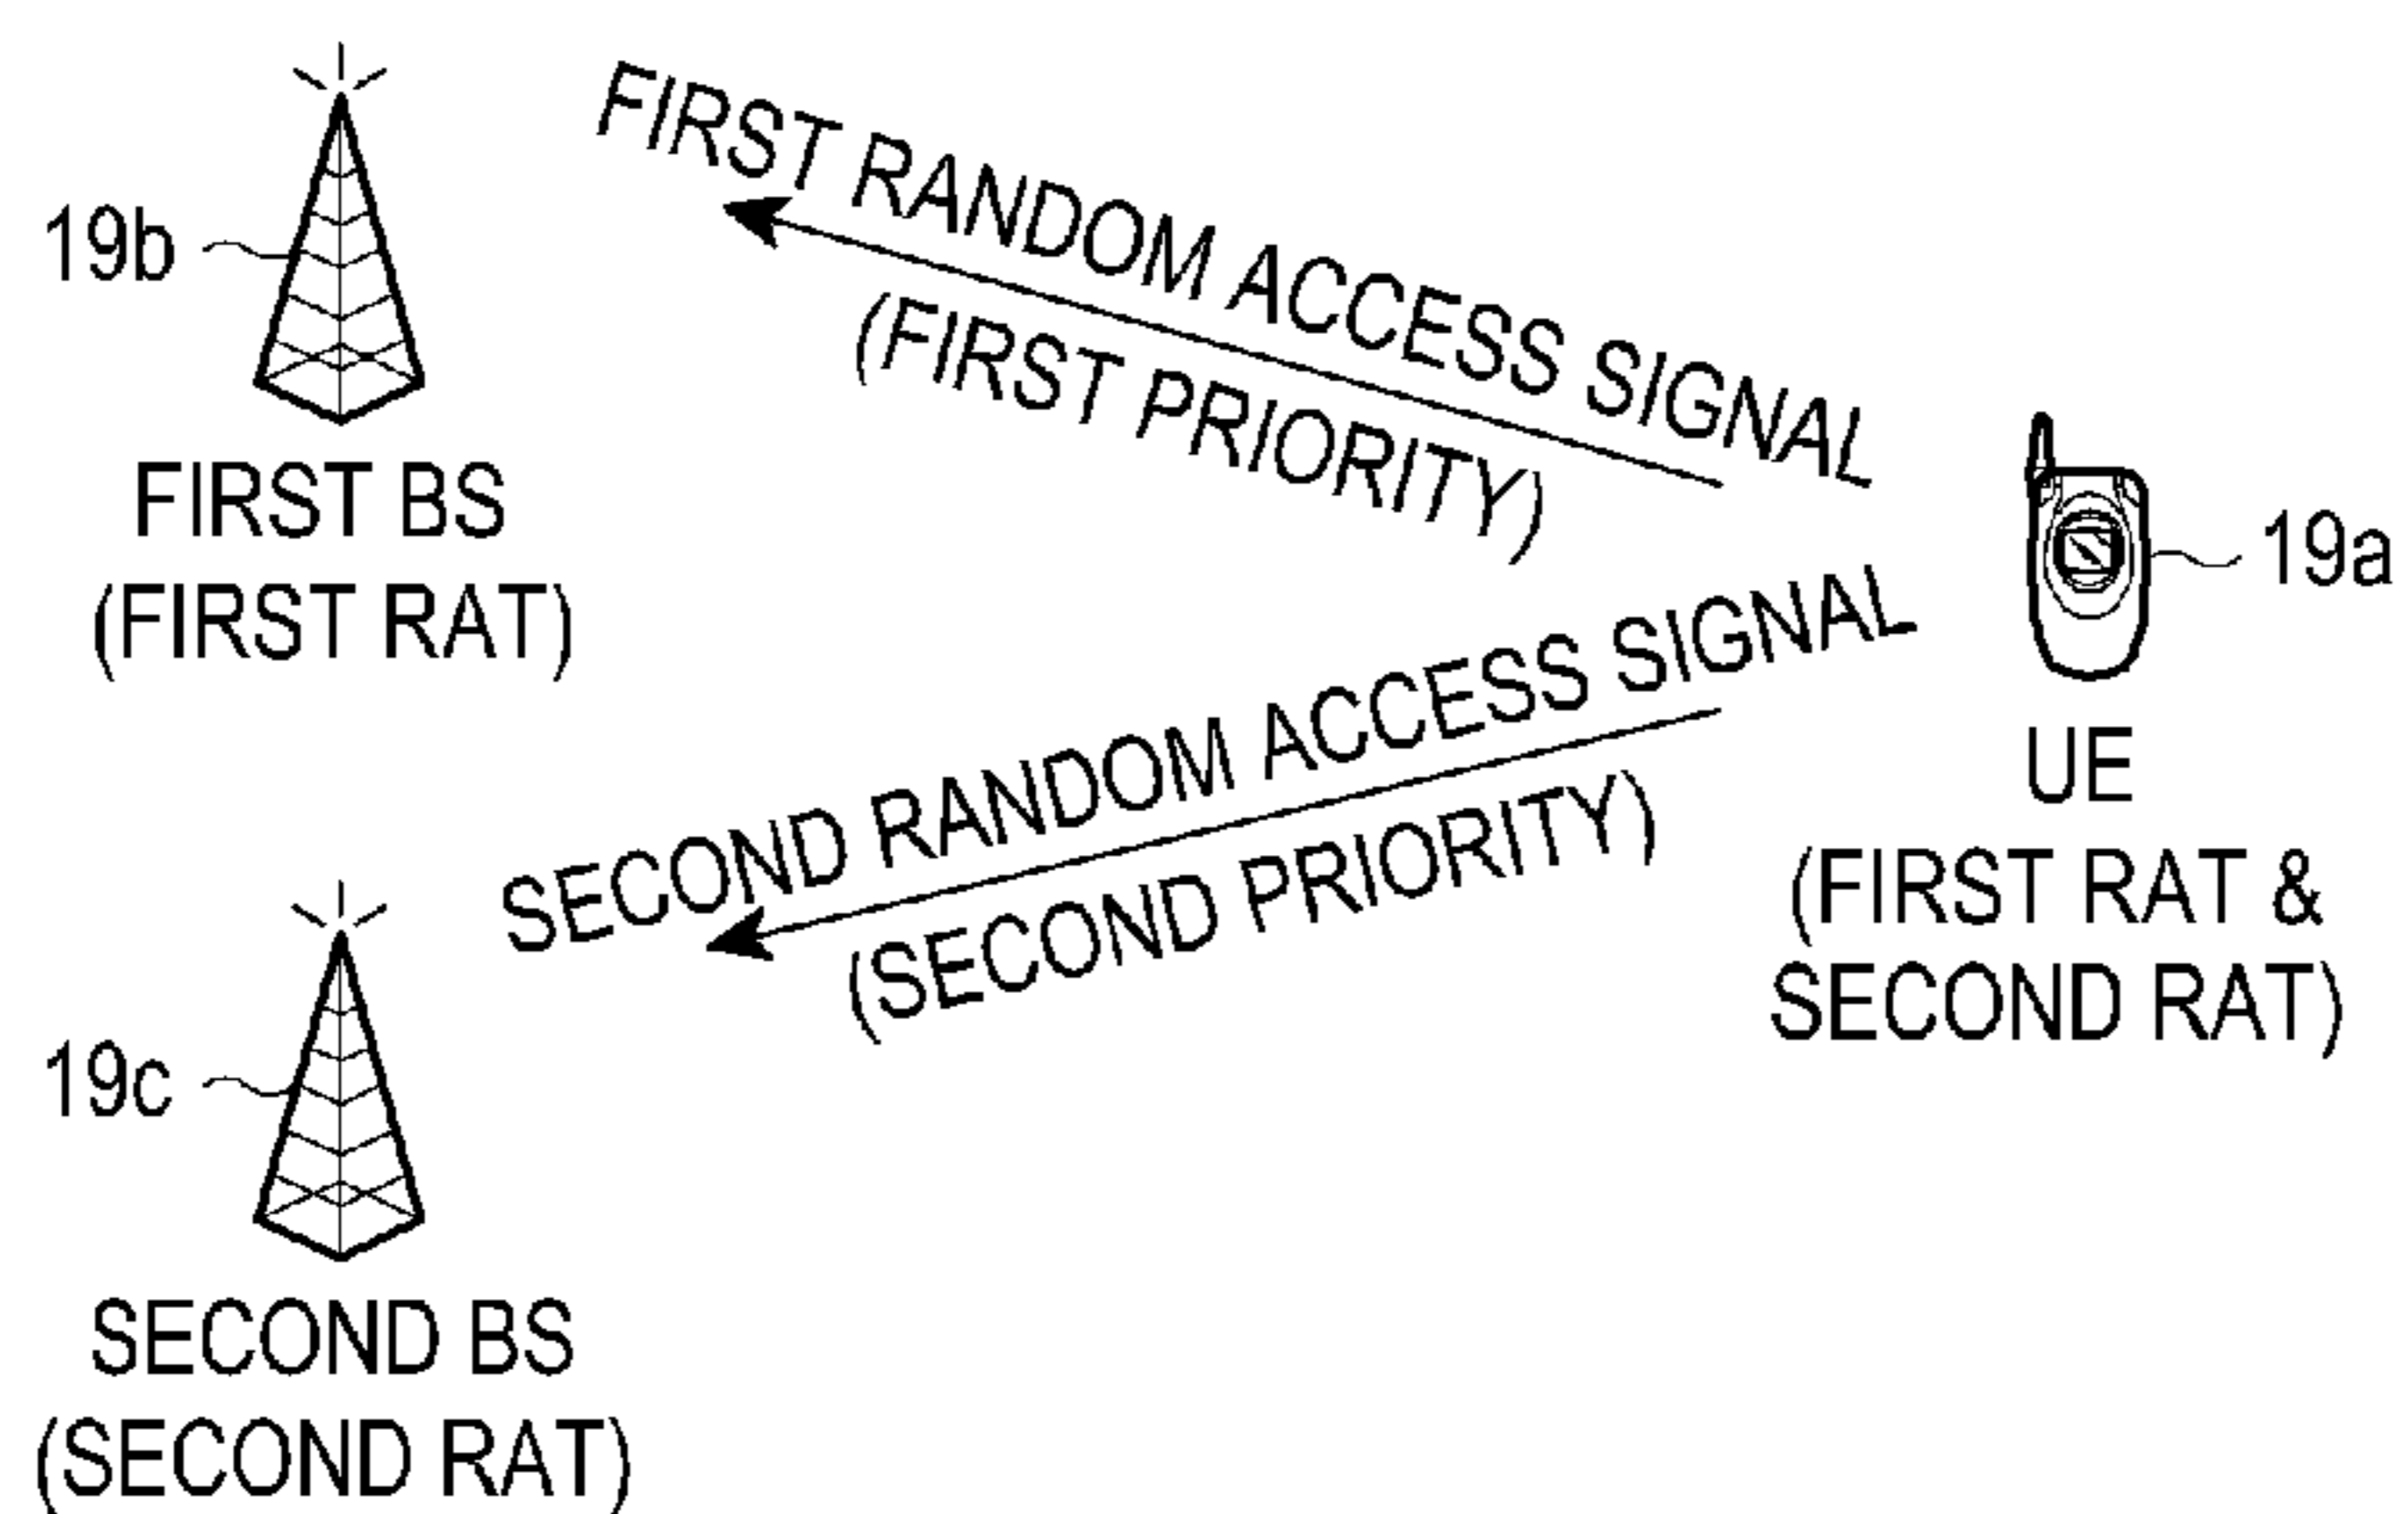 FIRST RANDOM ACCESS SIGNAL
(FIRST PRIORITY)
19b
FIRST BS
(FIRST RAT)
19a
UE
(FIRST RAT &
SECOND RAT)
SECOND RANDOM ACCESS SIGNAL
(SECOND PRIORITY)
19c
SECOND BS
(SECOND RAT)